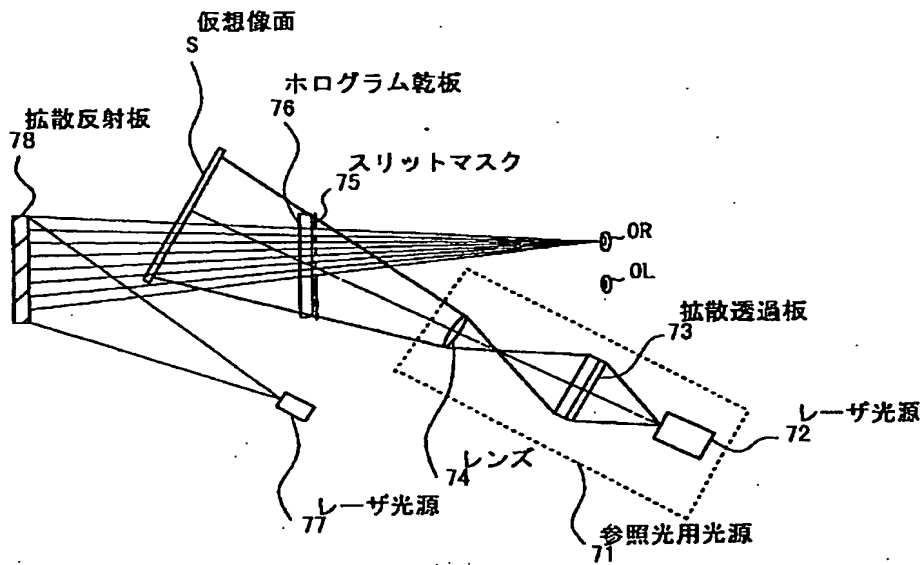 仮想像面
S
ホログラム乾板
76
拡散反射板
78
スリットマスク
75
OR
OL
拡散透過板
73
レーザ光源
72
レンズ
74
レーザ光源
77
参照光用光源
71